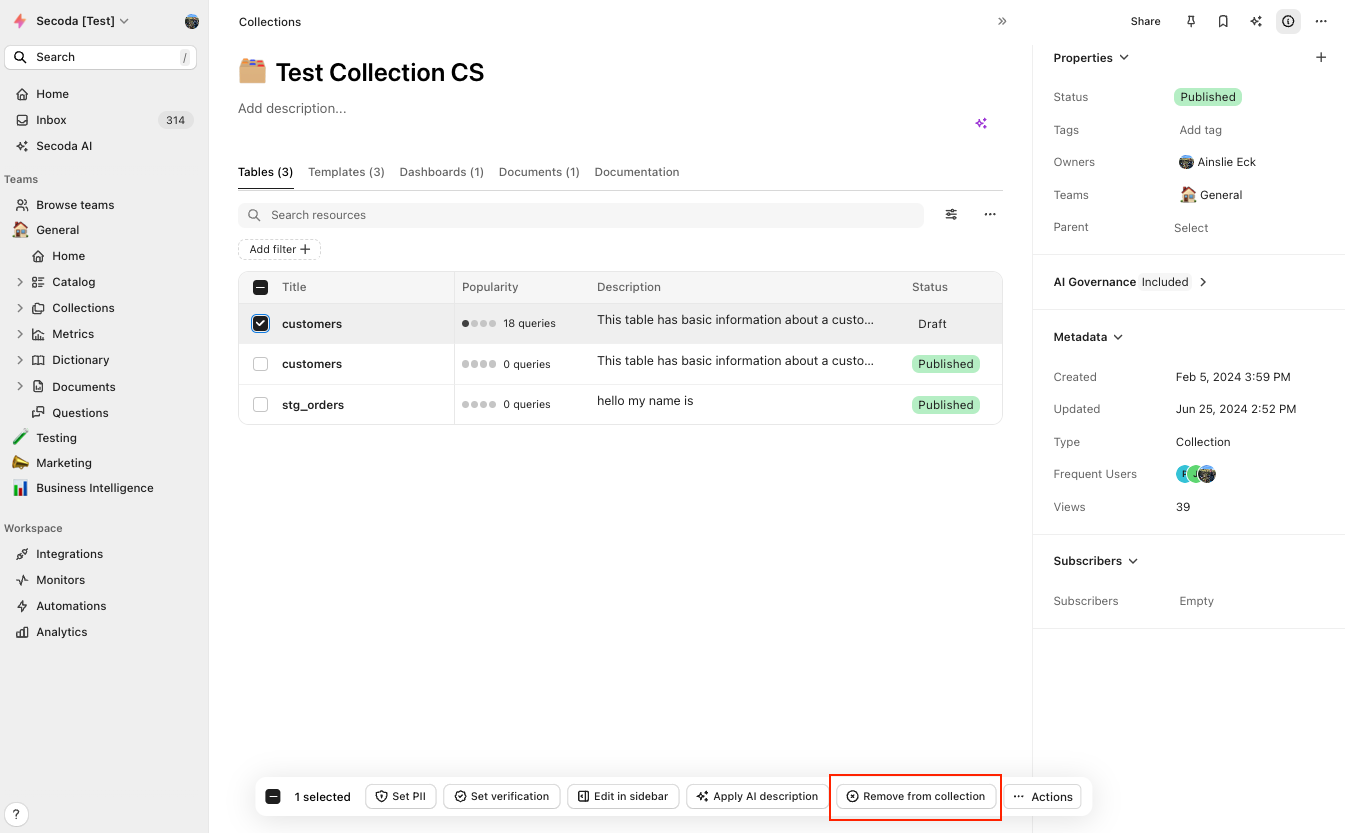 Secoda [Test]
Search /
Home
Inbox 314
Secoda AI
Teams
Browse teams
General
Home
Catalog
Collections
Metrics
Dictionary
Documents
Questions
Testing
Marketing
Business Intelligence
Workspace
Integrations
Monitors
Automations
Analytics
?
Collections
Share
Test Collection CS
Add description...
Tables (3) Templates (3) Dashboards (1) Documents (1) Documentation
Search resources
Add filter
Title Popularity Description Status
customers 18 queries This table has basic information about a custo... Draft
customers 0 queries This table has basic information about a custo... Published
stg_orders 0 queries hello my name is Published
1 selected Set PII Set verification Edit in sidebar Apply AI description Remove from collection Actions
Properties
Status Published
Tags Add tag
Owners Ainslie Eck
Teams General
Parent Select
AI Governance Included
Metadata
Created Feb 5, 2024 3:59 PM
Updated Jun 25, 2024 2:52 PM
Type Collection
Frequent Users
Views 39
Subscribers
Subscribers Empty